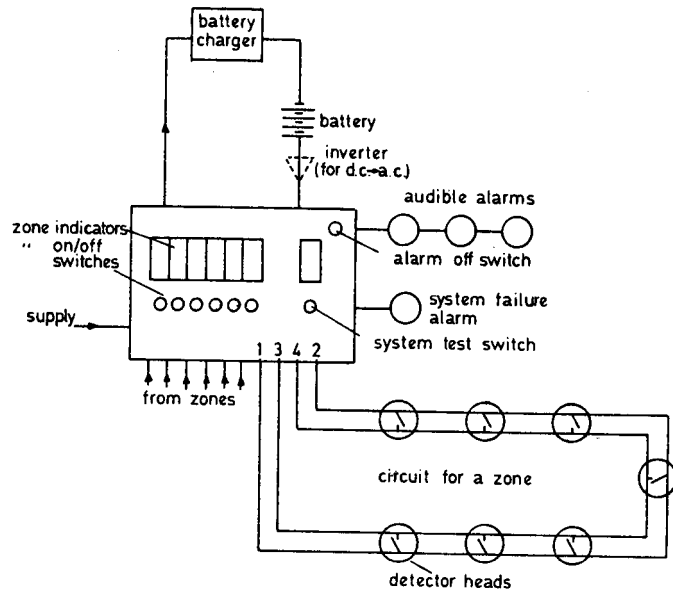 battery
charger
battery
inverter
(for d.c→a.c.)
audible alarms
zone indicators
" on/off
switches
alarm off switch
system failure
alarm
supply
system test switch
1 3 4 2
from zones
circuit for a zone
detector heads